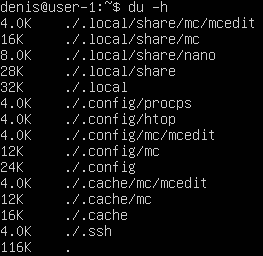 denis@user-1:~$ du -h
4.0K ./.local/share/mc/mcedit
16K ./.local/share/mc
8.0K ./.local/share/nano
28K ./.local/share
32K ./.local
4.0K ./.config/procps
4.0K ./.config/htop
4.0K ./.config/mc/mcedit
12K ./.config/mc
24K ./.config
4.0K ./.cache/mc/mcedit
12K ./.cache/mc
16K ./.cache
4.0K ./.ssh
116K .